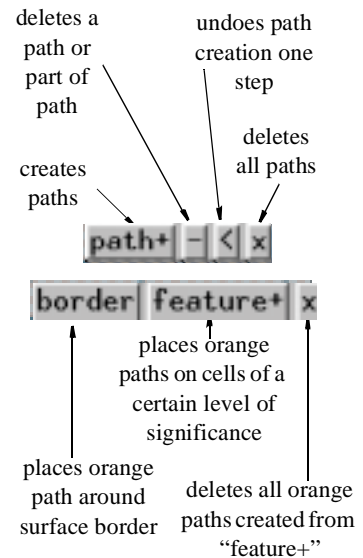 deletes a
path or
part of
path
undoes path
creation one
step
creates
paths
deletes
all paths
path+ - < x
border feature+ x
places orange
paths on cells of a
certain level of
significance
places orange
path around
surface border
deletes all orange
paths created from
“feature+”